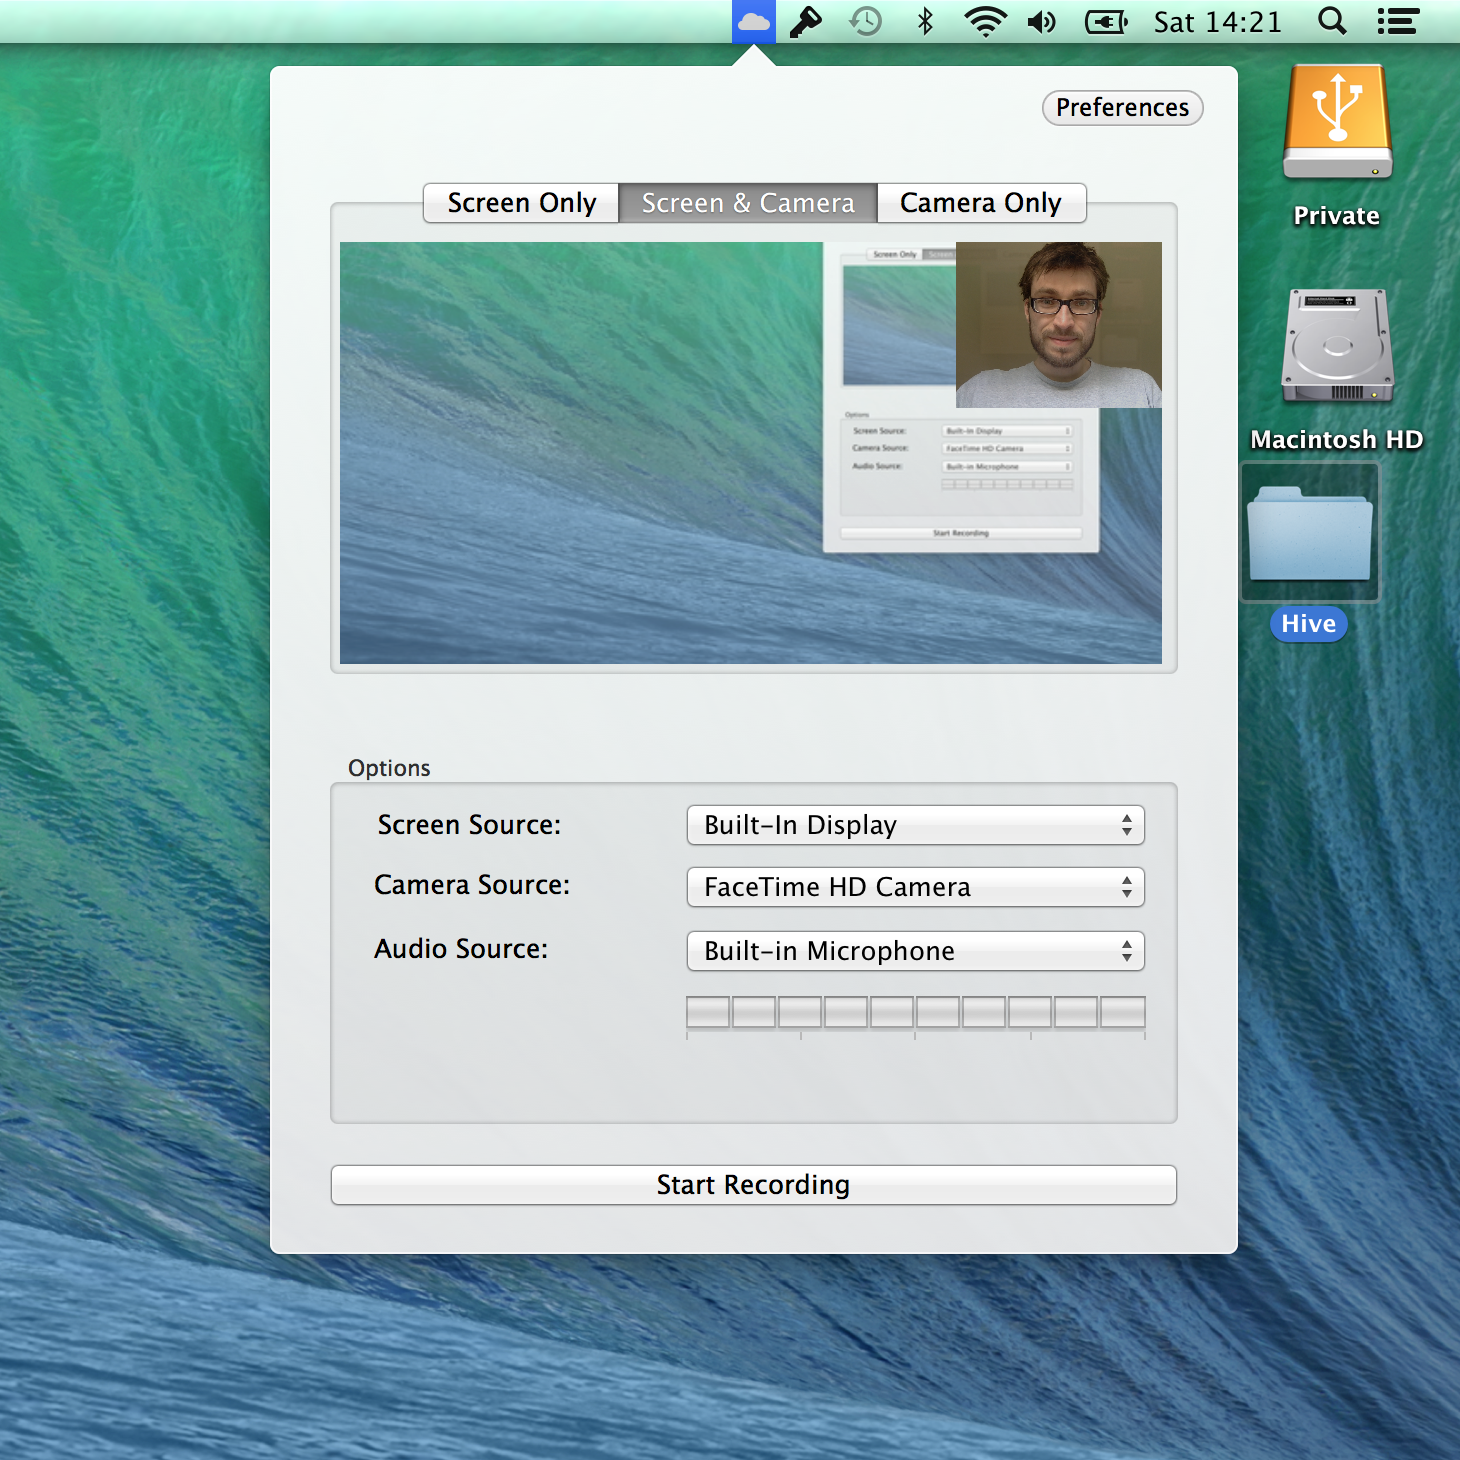 Sat 14:21
Preferences
Screen Only
Screen & Camera
Camera Only
Screen Only
Screen
Options
Screen Source:
Built-In Display
Camera Source:
FaceTime HD Camera
Audio Source:
Built-in Microphone
Start Recording
Options
Screen Source:
Built-In Display
Camera Source:
FaceTime HD Camera
Audio Source:
Built-in Microphone
Start Recording
Private
Macintosh HD
Hive